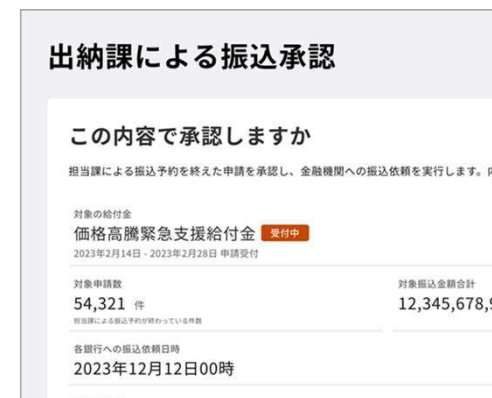 出納課による振込承認
この内容で承認しますか
担当課による振込予約を終えた申請を承認し、金融機関への振込依頼を実行します。
対象の給付金
価格高騰緊急支援給付金 受付中
2023年2月14日 - 2023年2月28日 申請受付
対象申請数 対象振込金額合計
54,321 件 12,345,678,9
担当課による振込予約が終わっている件数
各銀行への振込依頼日時
2023年12月12日00時